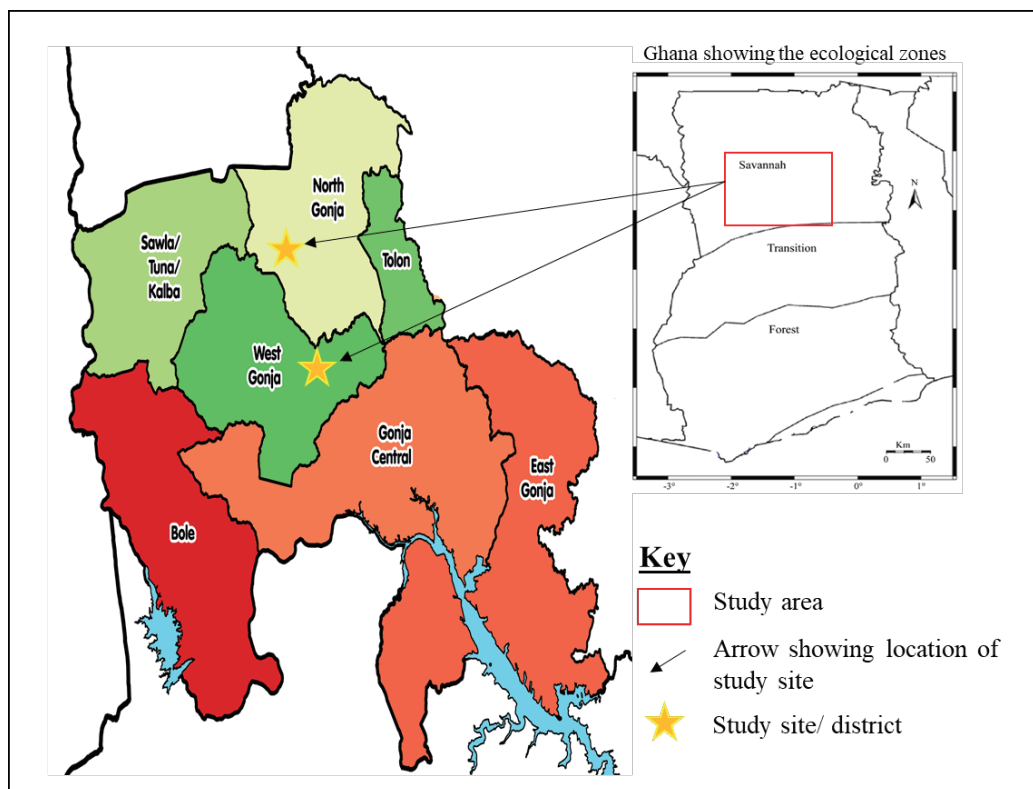 Ghana showing the ecological zones
North
Gonja
Sawla/
Tuna/
Kalba
Tolon
West
Gonja
Gonja
Central
East
Gonja
Bole
Savannah
N
Transition
Forest
Km
0 50
-3° -2° -1° 0° 1°
Key
Study area
Arrow showing location of
study site
Study site/ district